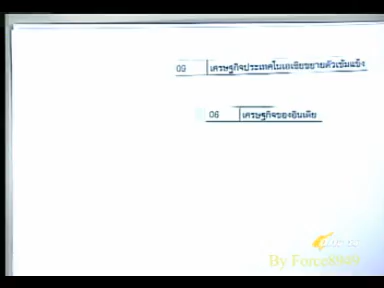 09 เศรษฐกิจประเทศในเอเชียขยายตัวเข้มแข็ง
06 เศรษฐกิจของอินเดีย
By Force8949